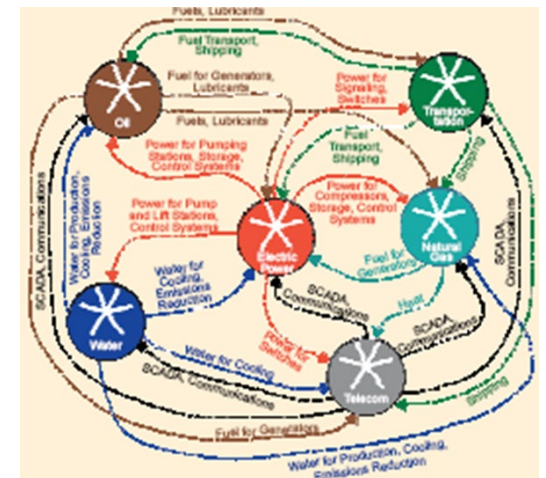 Fuels, Lubricants
Fuel Transport,
Shipping
Oil
Fuel for Generators,
Lubricants
Power for
Signaling,
Switches
Transpor-
tation
Fuels, Lubricants
Fuel
Transport,
Shipping
Shipping
Power for Pumping
Stations, Storage,
Control Systems
Power for
Compressors,
Storage, Control
Systems
SCADA, Communications
Water for Production,
Cooling, Emissions
Reduction
Power for Pump
and Lift Stations,
Control Systems
Electric
Power
Natural
Gas
SCADA,
Communications
Water for
Cooling,
Emissions
Reduction
Fuel for
Generators
SCADA,
Communications
Heat
SCADA,
Communications
Water
Power for
Switches
Water for Cooling
SCADA, Communications
Telecom
Shipping
Fuel for Generators
Water for Production, Cooling,
Emissions Reduction